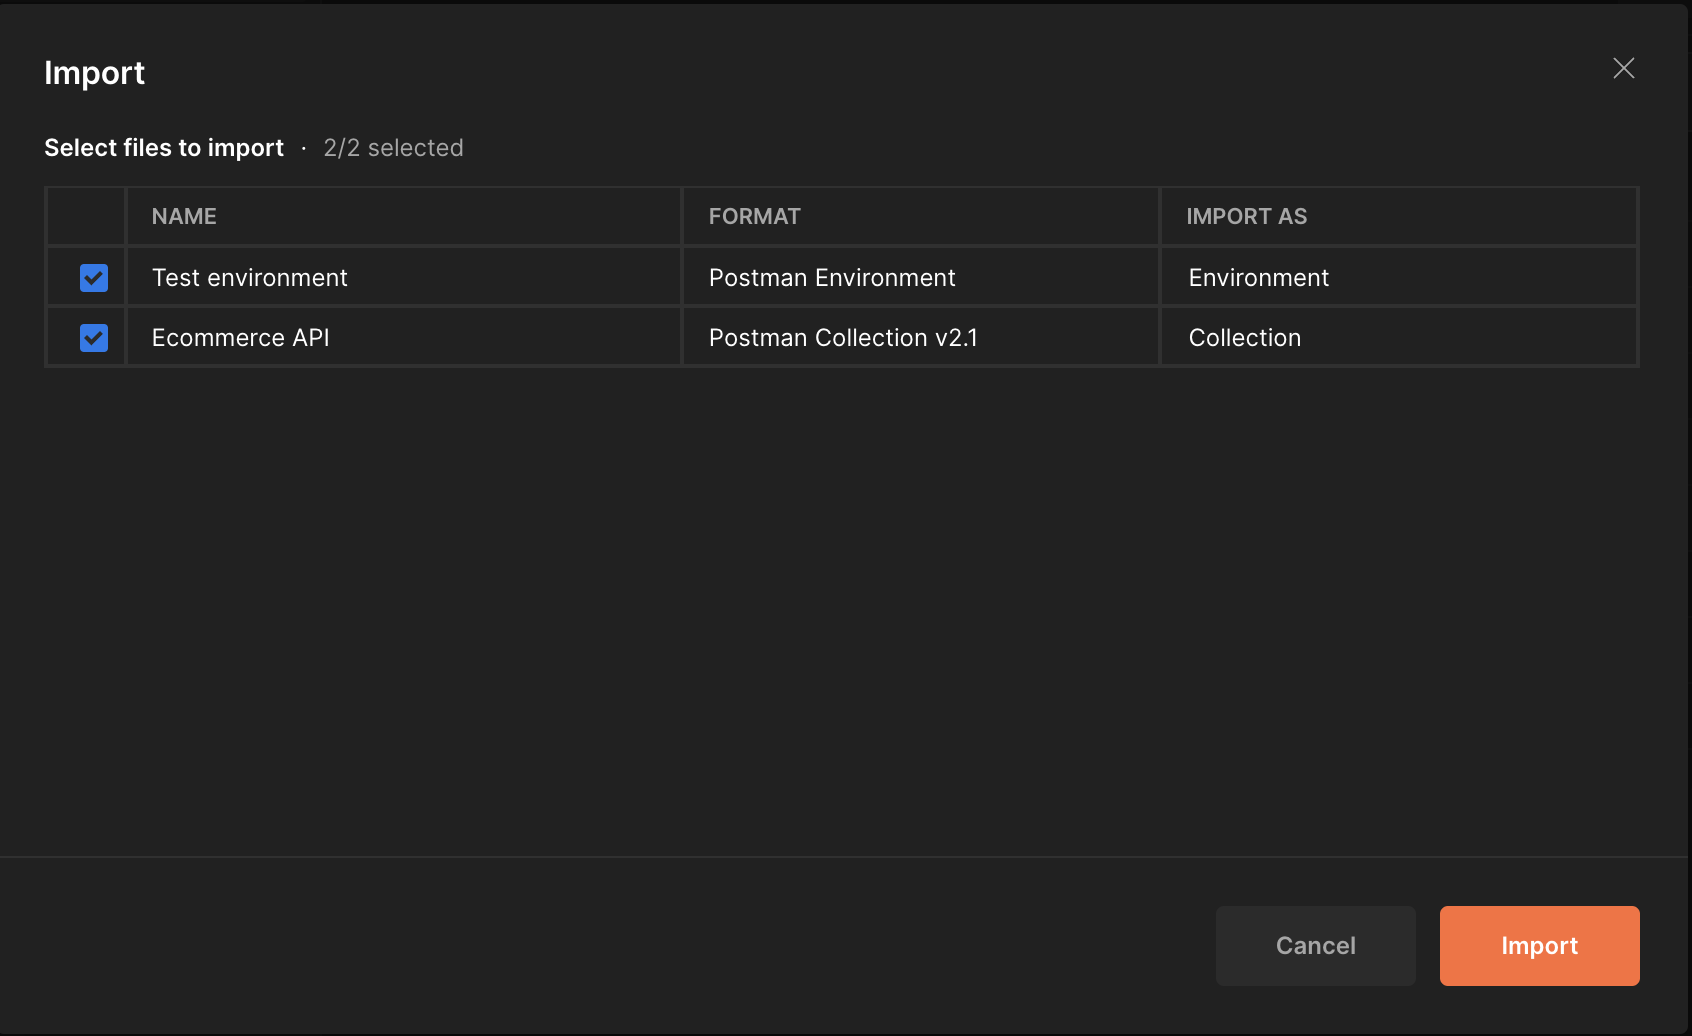 Import
Select files to import · 2/2 selected
NAME FORMAT IMPORT AS
Test environment Postman Environment Environment
Ecommerce API Postman Collection v2.1 Collection
Cancel Import